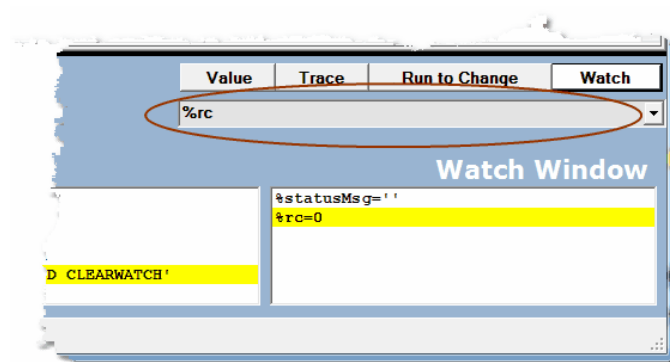 Value Trace Run to Change Watch
%rc
Watch Window
%statusMsg=''
%rc=0
D CLEARWATCH'